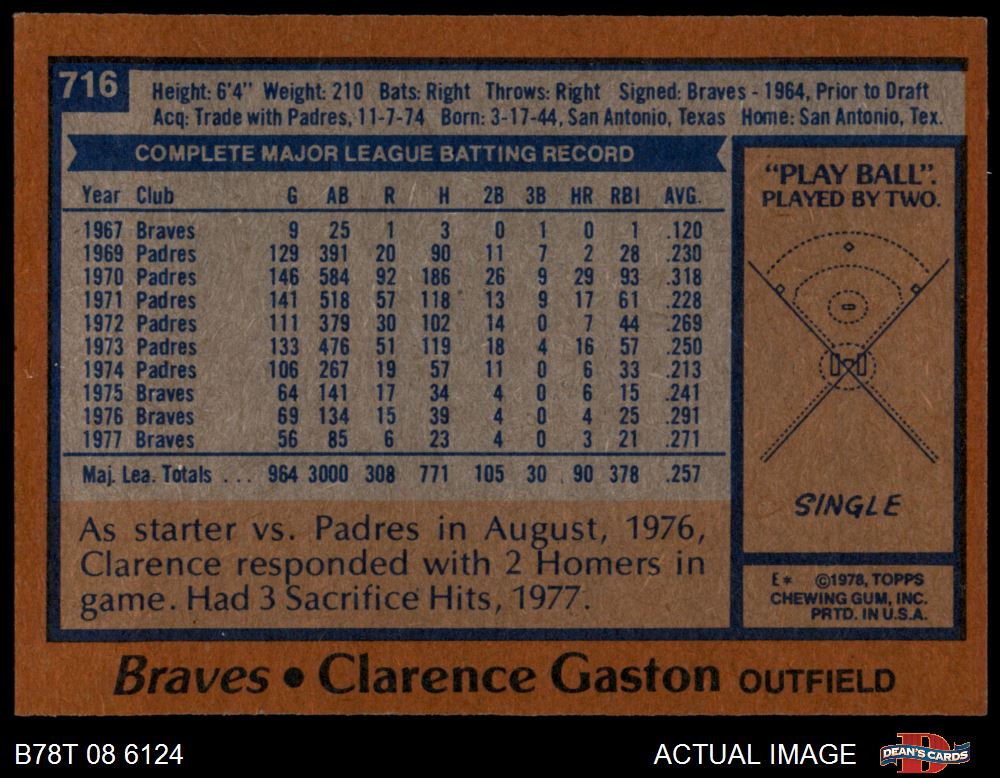 716
Height: 6'4" Weight: 210 Bats: Right Throws: Right Signed: Braves - 1964, Prior to Draft
Acq: Trade with Padres, 11-7-74 Born: 3-17-44, San Antonio, Texas Home: San Antonio, Tex.
COMPLETE MAJOR LEAGUE BATTING RECORD
Year Club G AB R H 2B 3B HR RBI AVG.
1967 Braves 9 25 1 3 0 1 0 1 .120
1969 Padres 129 391 20 90 11 7 2 28 .230
1970 Padres 146 584 92 186 26 9 29 93 .318
1971 Padres 141 518 57 118 13 9 17 61 .228
1972 Padres 111 379 30 102 14 0 7 44 .269
1973 Padres 133 476 51 119 18 4 16 57 .250
1974 Padres 106 267 19 57 11 0 6 33 .213
1975 Braves 64 141 17 34 4 0 6 15 .241
1976 Braves 69 134 15 39 4 0 4 25 .291
1977 Braves 56 85 6 23 4 0 3 21 .271
Maj. Lea. Totals ... 964 3000 308 771 105 30 90 378 .257
As starter vs. Padres in August, 1976,
Clarence responded with 2 Homers in
game. Had 3 Sacrifice Hits, 1977.
"PLAY BALL".
PLAYED BY TWO.
SINGLE
E* ©1978, TOPPS
CHEWING GUM, INC.
PRTD. IN U.S.A.
Braves • Clarence Gaston OUTFIELD
B78T 08 6124
ACTUAL IMAGE
D
DEAN'S CARDS